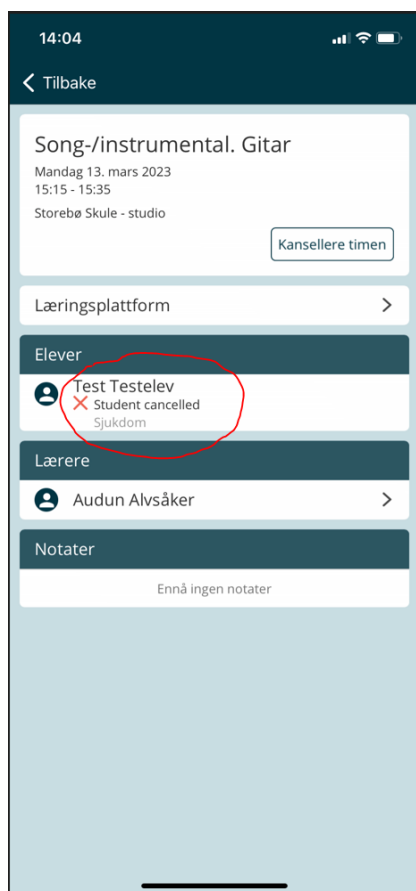 14:04
Tilbake
Song-/instrumental. Gitar
Mandag 13. mars 2023
15:15 - 15:35
Storebø Skule - studio
Kansellere timen
Læringsplattform
Elever
Test Testelev
Student cancelled
Sjukdom
Lærere
Audun Alvsåker
Notater
Ennå ingen notater